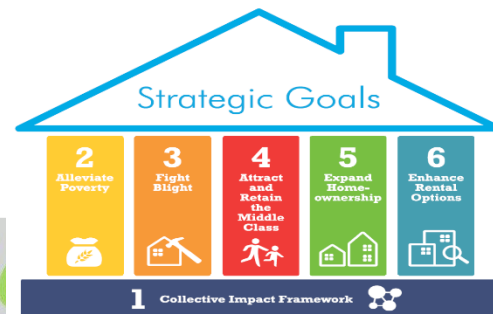 Strategic Goals
2
Alleviate
Poverty
3
Fight
Blight
4
Attract
and
Retain
the
Middle
Class
5
Expand
Home-
ownership
6
Enhance
Rental
Options
1 Collective Impact Framework